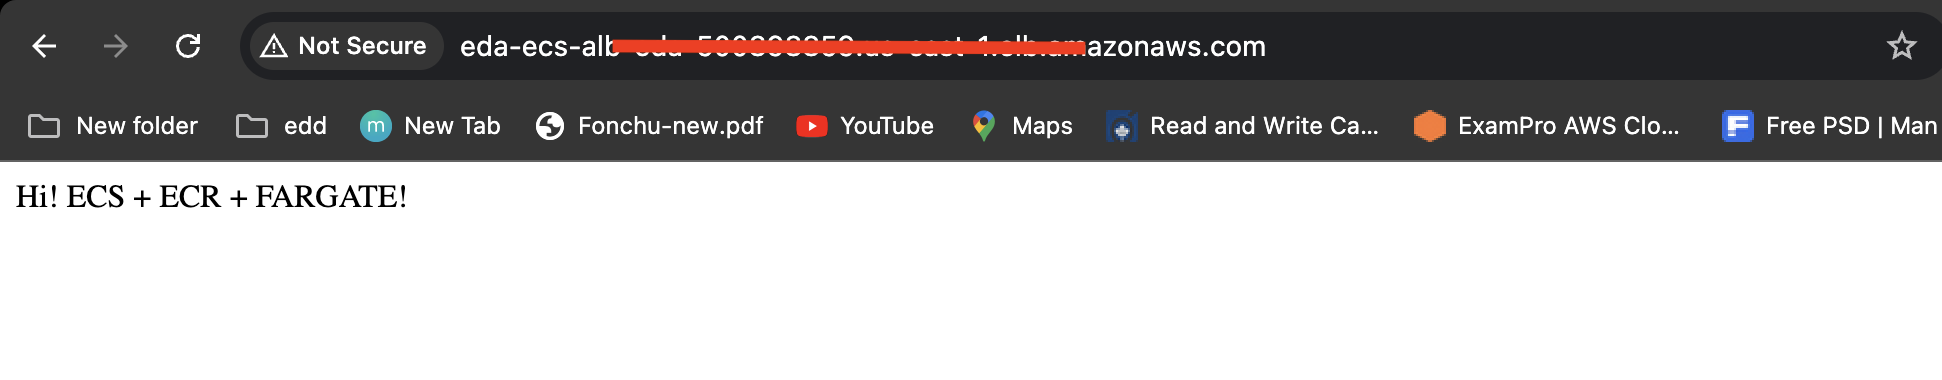 Not Secure eda-ecs-alb azonaws.com
New folder edd m New Tab Fonchu-new.pdf YouTube Maps Read and Write Ca... ExamPro AWS Clo... Free PSD | Man
Hi! ECS + ECR + FARGATE!